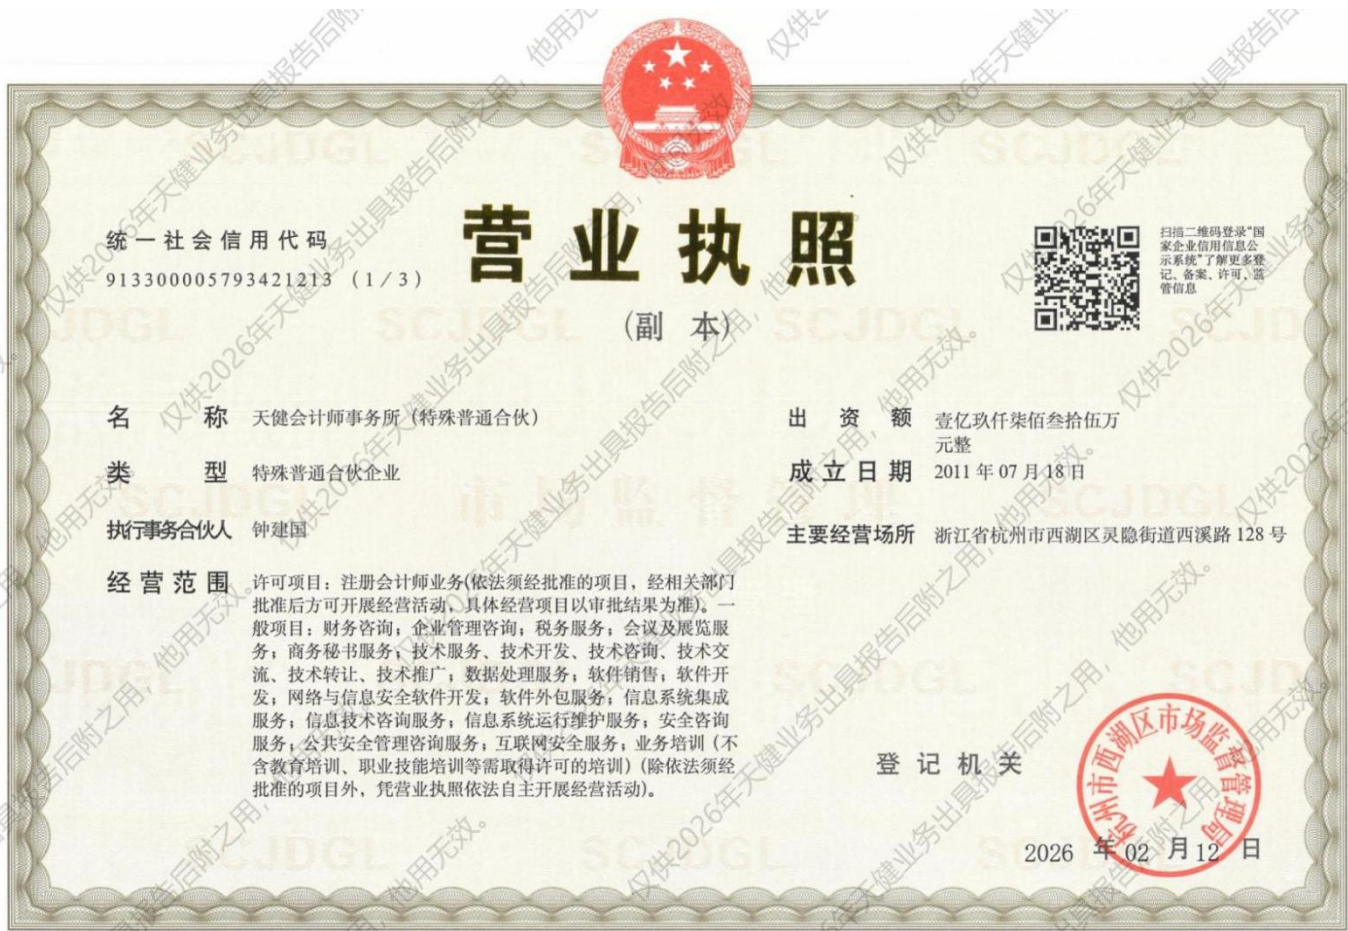 营业执照
(副 本)
统一社会信用代码
913300005793421213 (1/3)
扫描二维码登录“国
家企业信用信息公
示系统”了解更多登
记、备案、许可、监
管信息
名 称 天健会计师事务所(特殊普通合伙)
类 型 特殊普通合伙企业
执行事务合伙人 钟建国
经营范围 许可项目:注册会计师业务(依法须经批准的项目,经相关部门
批准后方可开展经营活动,具体经营项目以审批结果为准)。一
般项目:财务咨询;企业管理咨询;税务服务;会议及展览服
务;商务秘书服务;技术服务、技术开发、技术咨询、技术交
流、技术转让、技术推广;数据处理服务;软件销售;软件开
发;网络与信息安全软件开发;软件外包服务;信息系统集成
服务;信息技术咨询服务;信息系统运行维护服务;安全咨询
服务;公共安全管理咨询服务;互联网安全服务;业务培训(不
含教育培训、职业技能培训等需取得许可的培训)(除依法须经
批准的项目外,凭营业执照依法自主开展经营活动)。
出 资 额 壹亿玖仟柒佰叁拾伍万
元整
成立日期 2011年07月18日
主要经营场所 浙江省杭州市西湖区灵隐街道西溪路128号
登记机关
杭州市西湖区市场监督管理局
2026 年 02 月 12 日
仅供2026年天健业务出具报告后附之用,他用无效。
SCJDGL
市场监督管理